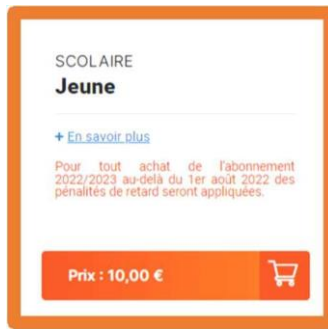 SCOLAIRE
Jeune
+ En savoir plus
Pour tout achat de l'abonnement
2022/2023 au-delà du 1er août 2022 des
pénalités de retard seront appliquées.
Prix : 10,00 €